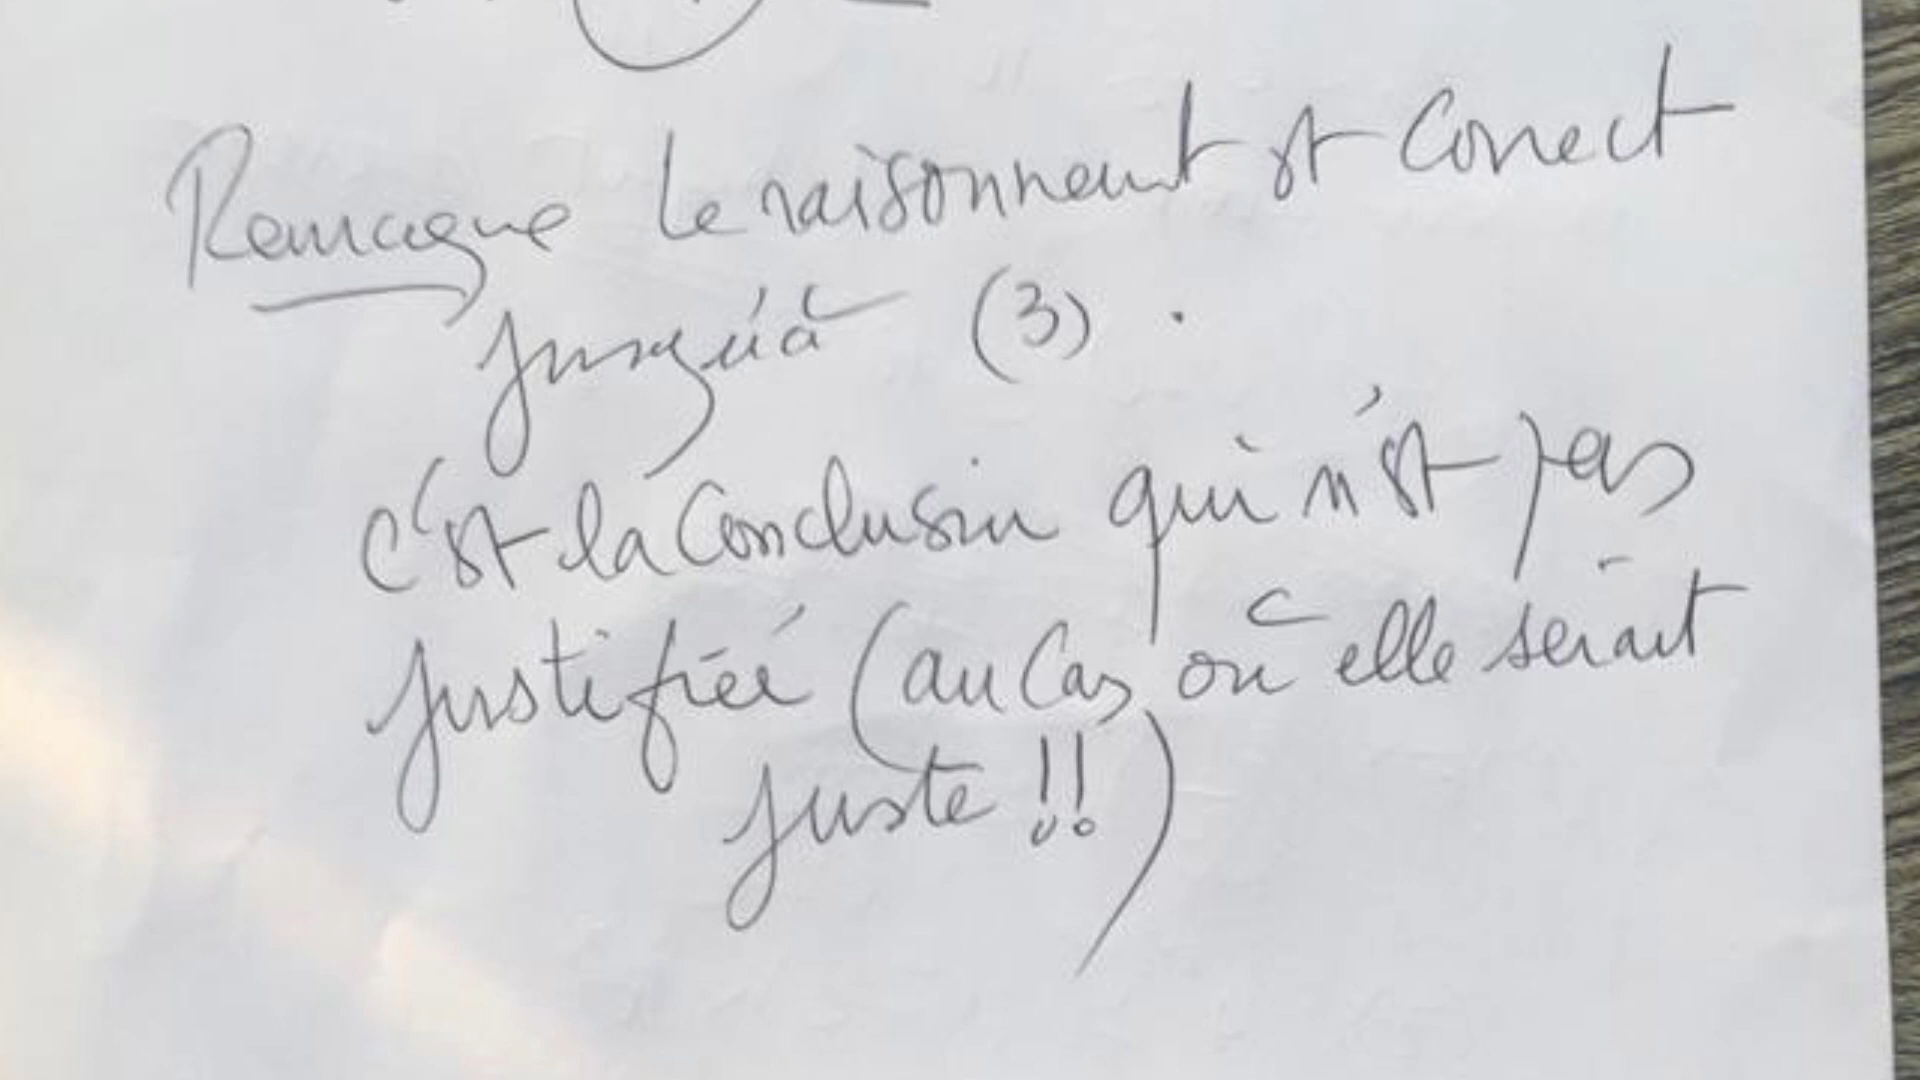 Remarque Le raisonnement est correct
jusqu'à (3).
c'est la conclusion qui n'est pas
justifiée (au cas où elle serait
juste !!)